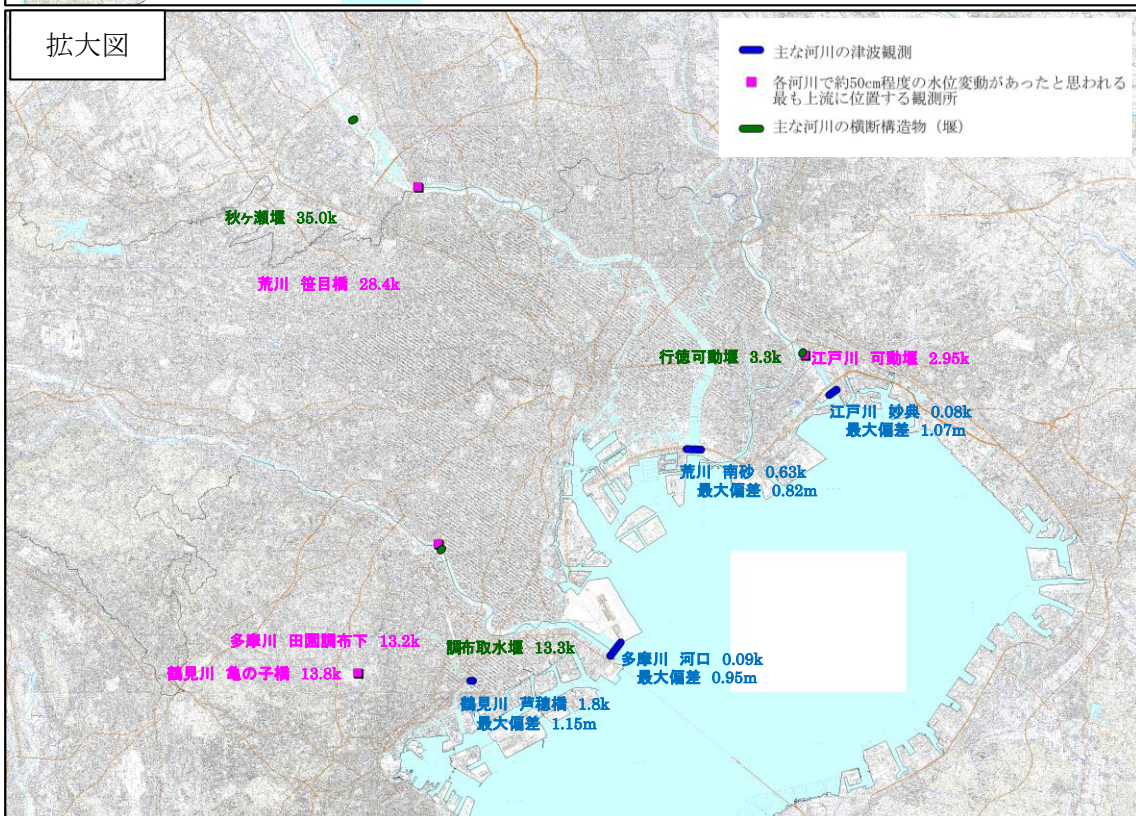 拡大図
主な河川の津波観測
各河川で約50cm程度の水位変動があったと思われる
最も上流に位置する観測所
主な河川の横断構造物（堰）
秋ヶ瀬堰 35.0k
荒川 笹目橋 28.4k
行徳可動堰 3.3k
江戸川 可動堰 2.95k
江戸川 妙典 0.08k
最大偏差 1.07m
荒川 南砂 0.63k
最大偏差 0.82m
多摩川 田園調布下 13.2k
調布取水堰 13.3k
鶴見川 亀の子橋 13.8k
多摩川 河口 0.09k
最大偏差 0.95m
鶴見川 芦穂橋 1.8k
最大偏差 1.15m